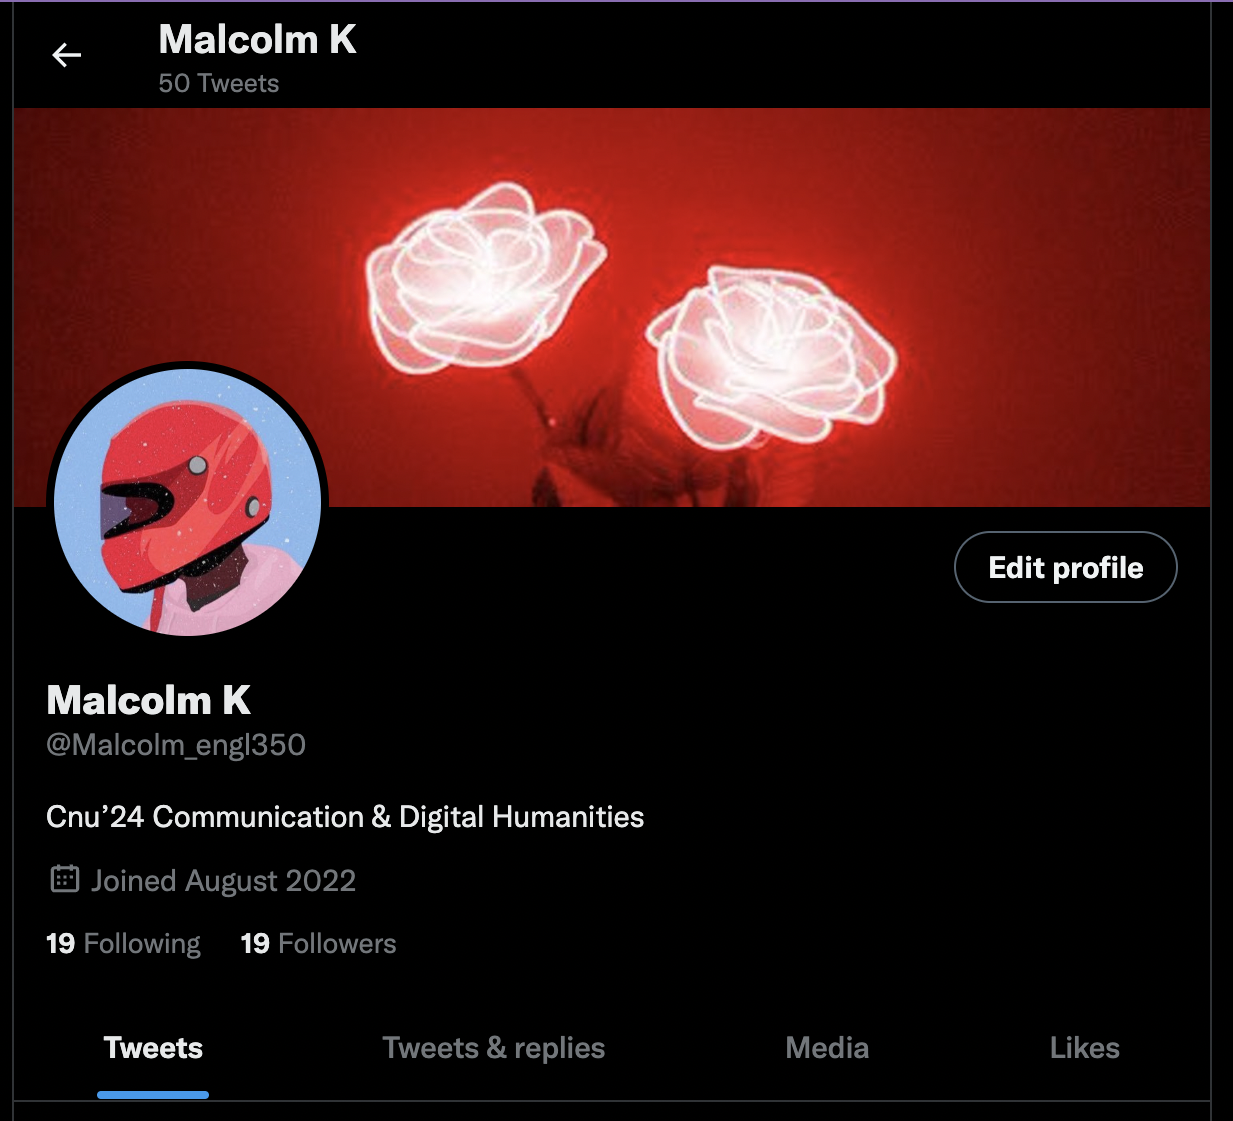 Malcolm K
50 Tweets
Edit profile
Malcolm K
@Malcolm_engl350
Cnu’24 Communication & Digital Humanities
Joined August 2022
19 Following 19 Followers
Tweets Tweets & replies Media Likes